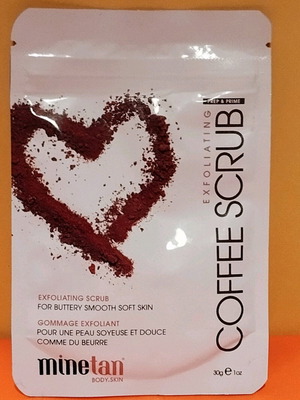 PREP & PRIME
EXFOLIATING
COFFEE SCRUB
EXFOLIATING SCRUB
FOR BUTTERY SMOOTH SOFT SKIN
GOMMAGE EXFOLIANT
POUR UNE PEAU SOYEUSE ET DOUCE
COMME DU BEURRE
minetan®
BODY.SKIN
30g ℮ 1oz